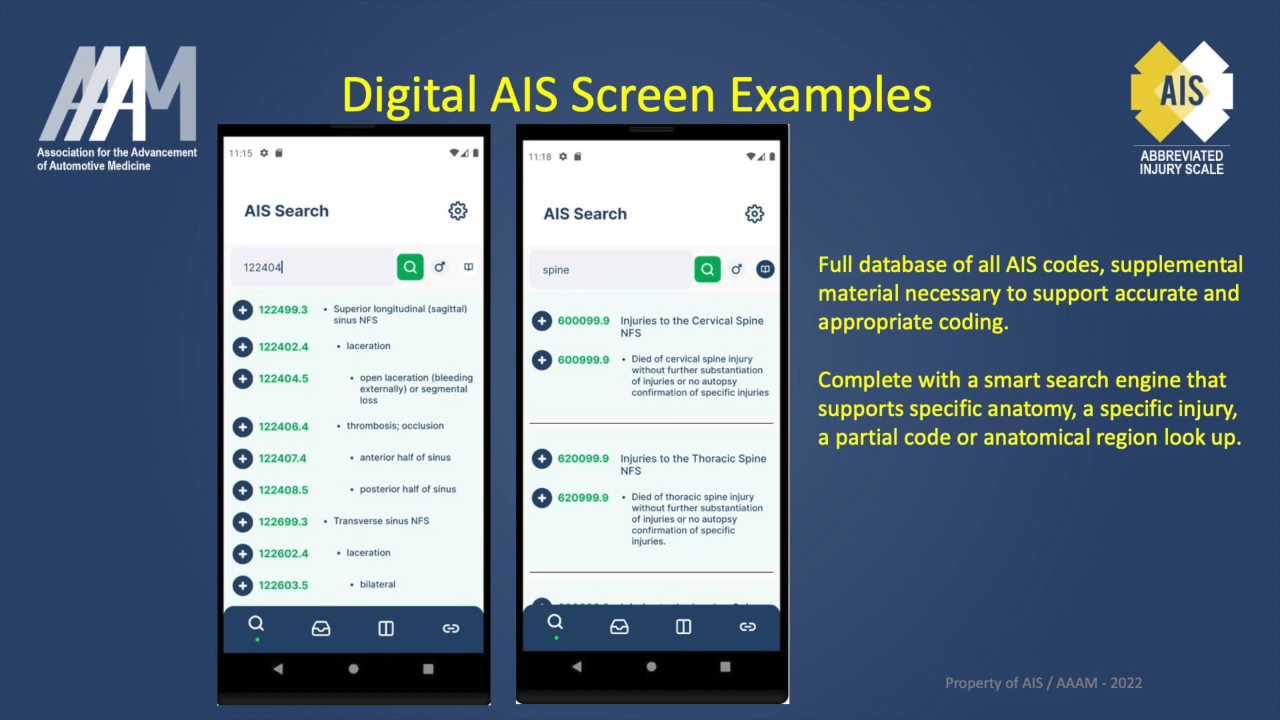 AAAM
Association for the Advancement
of Automotive Medicine
Digital AIS Screen Examples
AIS
ABBREVIATED
INJURY SCALE
11:15
AIS Search
122404
122499.3 • Superior longitudinal (sagittal)
sinus NFS
122402.4 • laceration
122404.5 • open laceration (bleeding
externally) or segmental
loss
122406.4 • thrombosis; occlusion
122407.4 • anterior half of sinus
122408.5 • posterior half of sinus
122699.3 • Transverse sinus NFS
122602.4 • laceration
122603.5 • bilateral
11:18
AIS Search
spine
600099.9 Injuries to the Cervical Spine
NFS
600999.9 • Died of cervical spine injury
without further substantiation
of injuries or no autopsy
confirmation of specific injuries
620099.9 Injuries to the Thoracic Spine
NFS
620999.9 • Died of thoracic spine injury
without further substantiation
of injuries or no autopsy
confirmation of specific
injuries.
Full database of all AIS codes, supplemental
material necessary to support accurate and
appropriate coding.
Complete with a smart search engine that
supports specific anatomy, a specific injury,
a partial code or anatomical region look up.
Property of AIS / AAAM - 2022